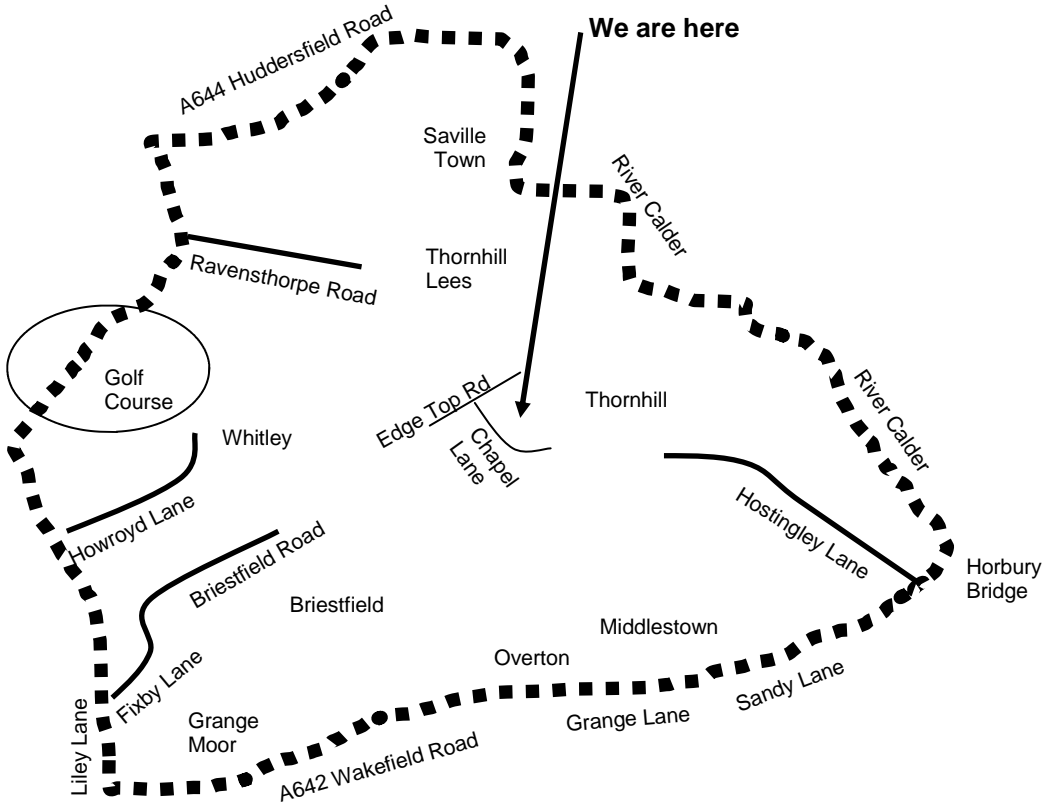 We are here
A644 Huddersfield Road
Saville
Town
River Calder
Thornhill
Lees
Ravensthorpe Road
Golf
Course
Whitley
Edge Top Rd
Chapel
Lane
Thornhill
River Calder
Howroyd Lane
Hostingley Lane
Briestfield Road
Briestfield
Horbury
Bridge
Middlestown
Overton
Fixby Lane
Sandy Lane
Grange
Moor
Grange Lane
Liley Lane
A642 Wakefield Road